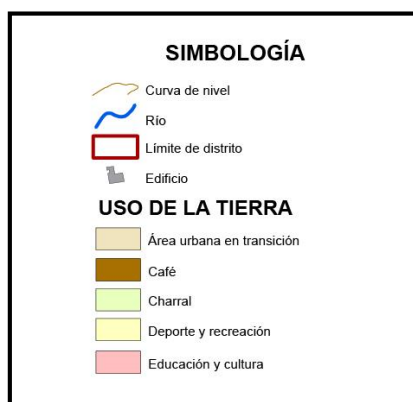 SIMBOLOGÍA
Curva de nivel
Río
Límite de distrito
Edificio
USO DE LA TIERRA
Área urbana en transición
Café
Charral
Deporte y recreación
Educación y cultura